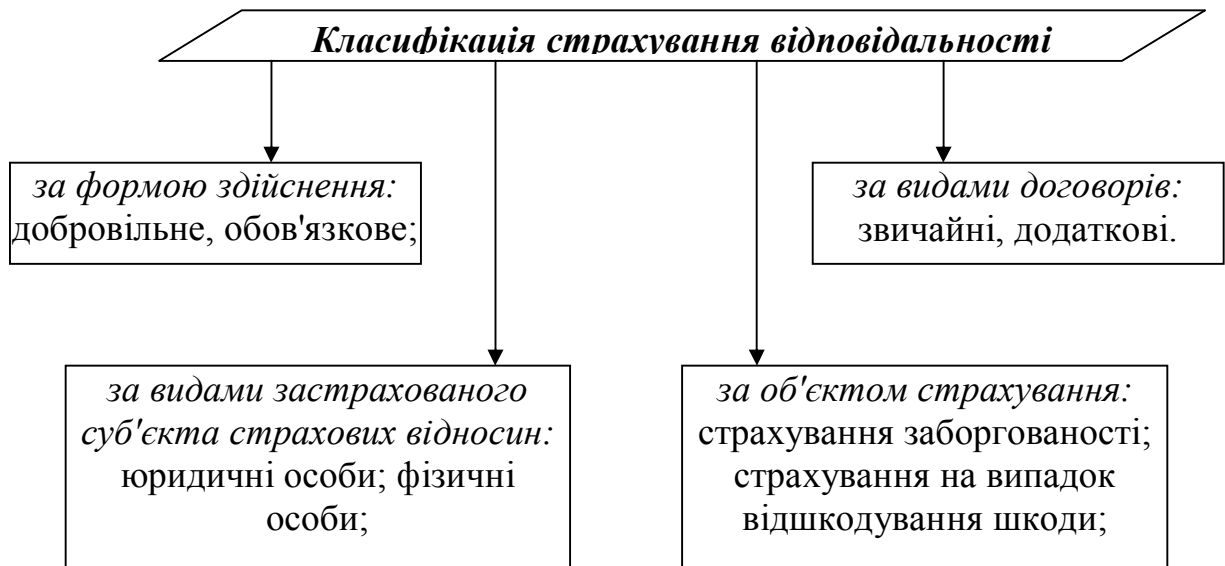 Класифікація страхування відповідальності
за формою здійснення:
добровільне, обов'язкове;
за видами договорів:
звичайні, додаткові.
за видами застрахованого
суб'єкта страхових відносин:
юридичні особи; фізичні
особи;
за об'єктом страхування:
страхування заборгованості;
страхування на випадок
відшкодування шкоди;